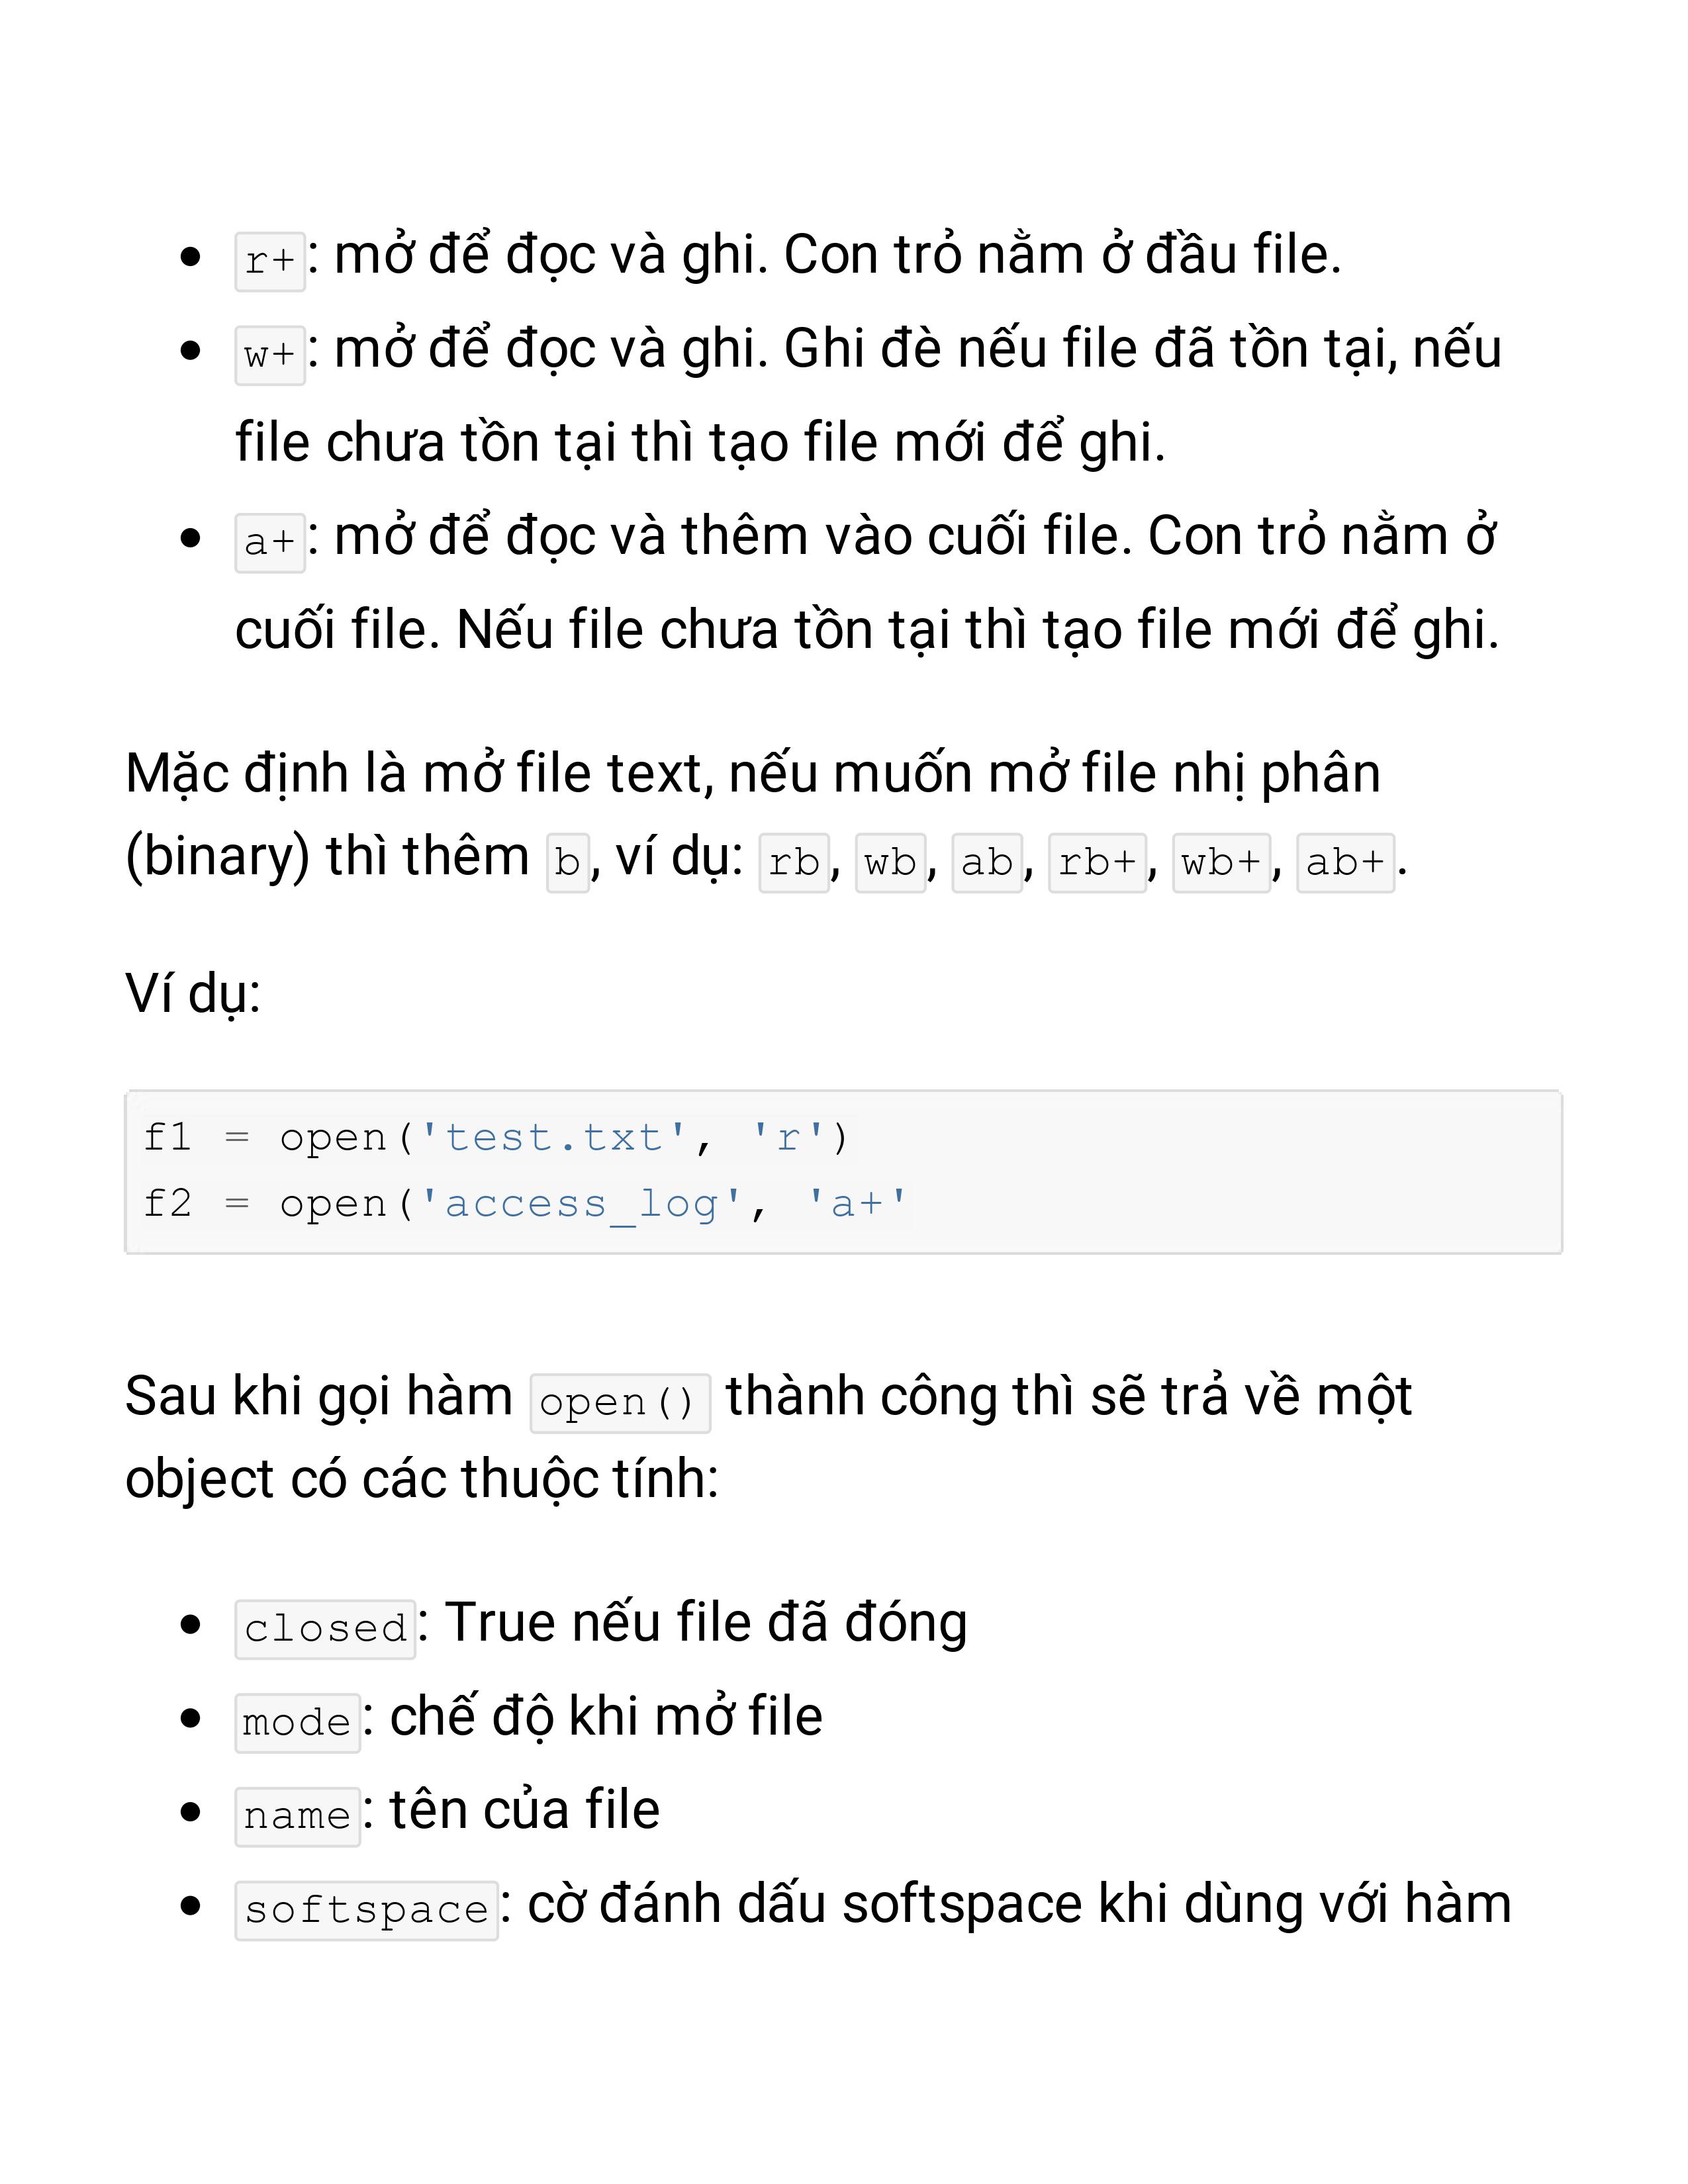 r+: mở để đọc và ghi. Con trỏ nằm ở đầu file.
w+: mở để đọc và ghi. Ghi đè nếu file đã tồn tại, nếu
file chưa tồn tại thì tạo file mới để ghi.
a+: mở để đọc và thêm vào cuối file. Con trỏ nằm ở
cuối file. Nếu file chưa tồn tại thì tạo file mới để ghi.
Mặc định là mở file text, nếu muốn mở file nhị phân
(binary) thì thêm b, ví dụ: rb, wb, ab, rb+, wb+, ab+.
Ví dụ:
f1 = open('test.txt', 'r')
f2 = open('access_log', 'a+'
Sau khi gọi hàm open() thành công thì sẽ trả về một
object có các thuộc tính:
closed: True nếu file đã đóng
mode: chế độ khi mở file
name: tên của file
softspace: cờ đánh dấu softspace khi dùng với hàm